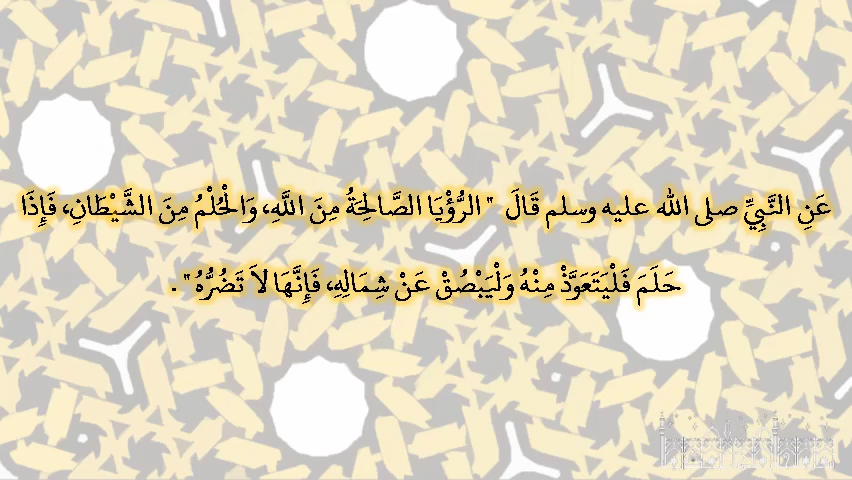 عَنِ النَّبِيِّ صلى الله عليه وسلم قَالَ " الرُّؤْيَا الصَّالِحَةُ مِنَ اللَّهِ، وَالْحُلْمُ مِنَ الشَّيْطَانِ، فَإِذَا
حَلَمَ فَلْيَتَعَوَّذْ مِنْهُ وَلْيَبْصُقْ عَنْ شِمَالِهِ، فَإِنَّهَا لاَ تَضُرُّهُ ".